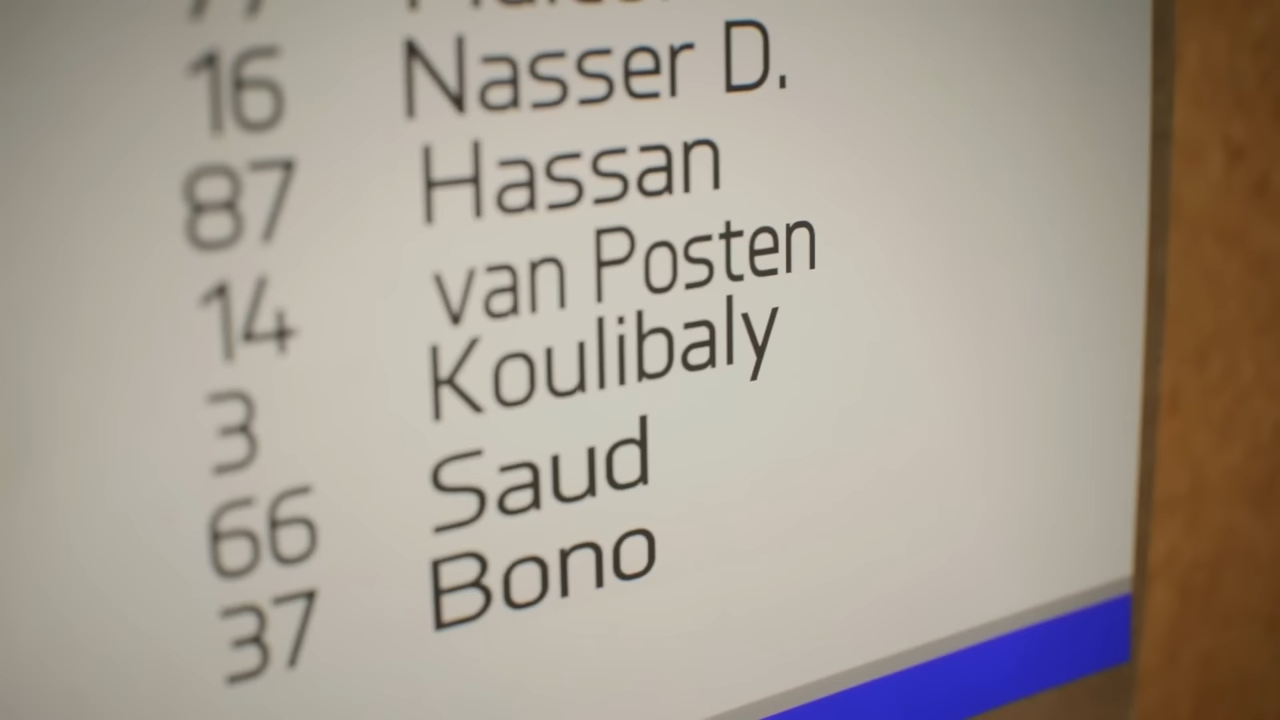 16 Nasser D.
87 Hassan
14 van Posten
3 Koulibaly
66 Saud
37 Bono